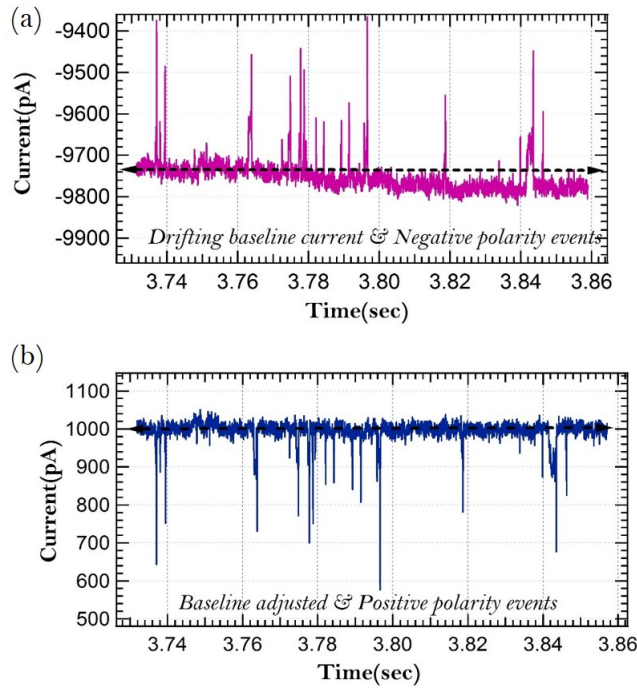 (a)
Current(pA)
-9400
-9500
-9600
-9700
-9800
-9900
Drifting baseline current & Negative polarity events
3.74 3.76 3.78 3.80 3.82 3.84 3.86
Time(sec)
(b)
Current(pA)
1100
1000
900
800
700
600
500
Baseline adjusted & Positive polarity events
3.74 3.76 3.78 3.80 3.82 3.84 3.86
Time(sec)